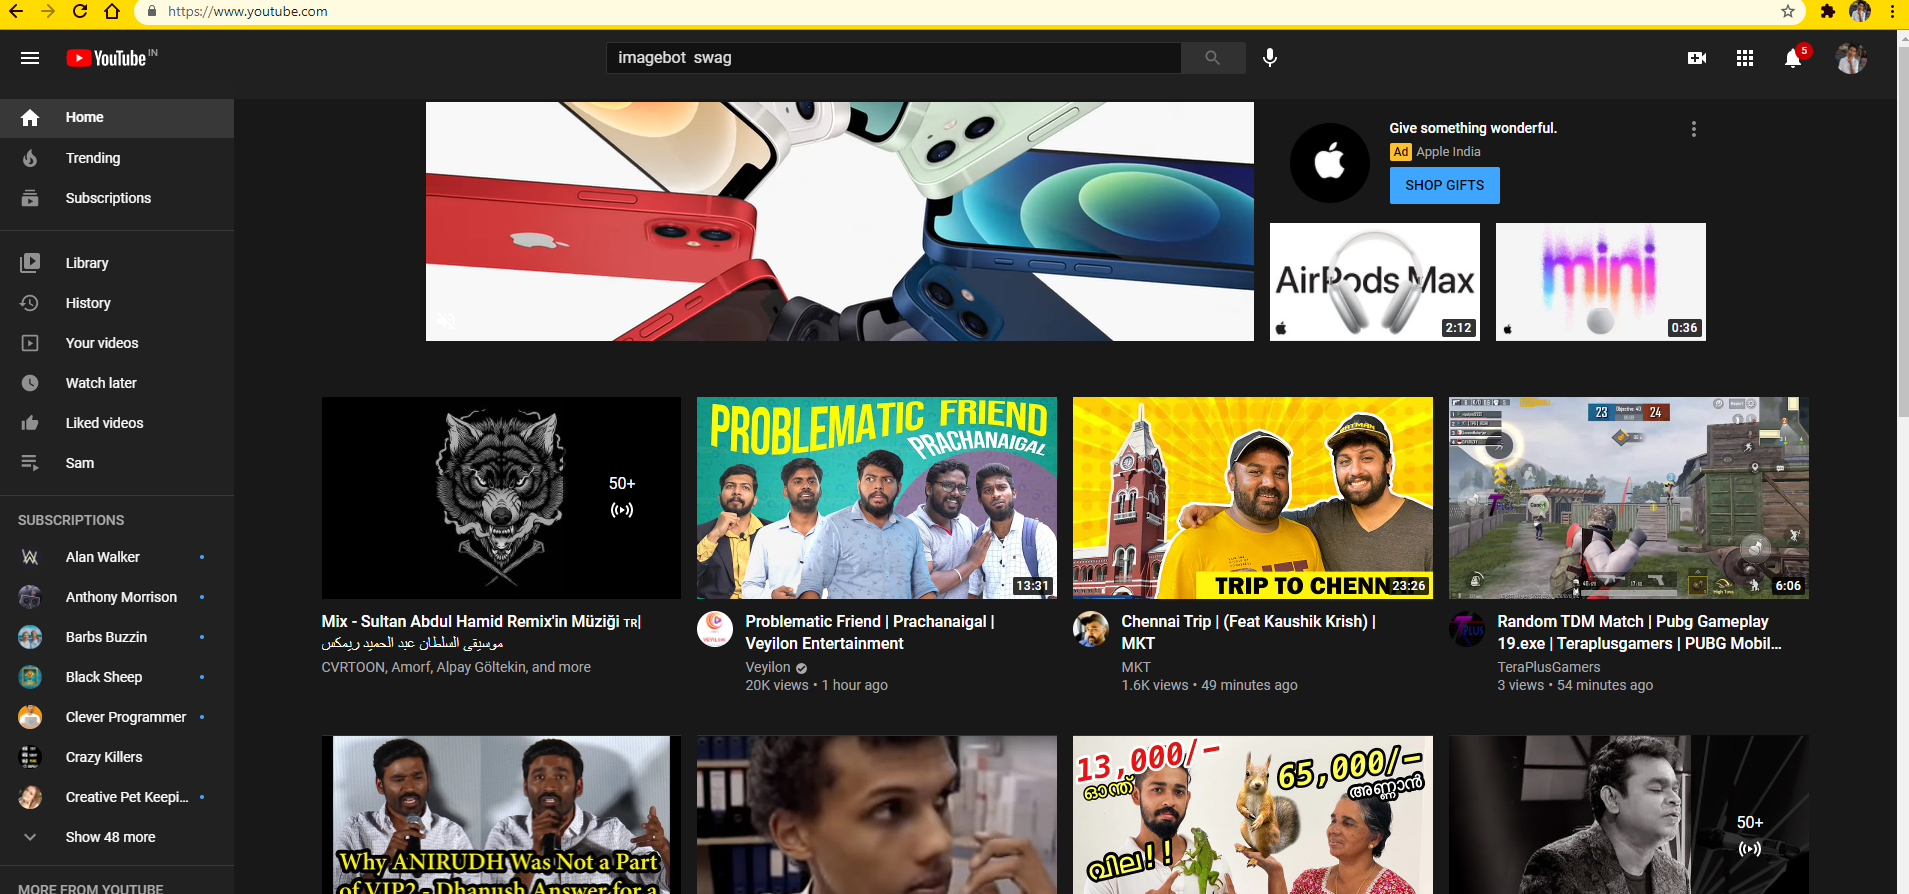 https://www.youtube.com
YouTube IN
imagebot swag
5
Home
Trending
Subscriptions
Library
History
Your videos
Watch later
Liked videos
Sam
SUBSCRIPTIONS
Alan Walker
Anthony Morrison
Barbs Buzzin
Black Sheep
Clever Programmer
Crazy Killers
Creative Pet Keepi...
Show 48 more
MORE FROM YOUTUBE
Give something wonderful.
Ad Apple India
SHOP GIFTS
AirPods Max
2:12
mini
0:36
50+
Mix - Sultan Abdul Hamid Remix'in Müziği TR|
موسيقى السلطان عبد الحميد ريمكس
CVRTOON, Amorf, Alpay Göltekin, and more
PROBLEMATIC FRIEND
PRACHANAIGAL
13:31
Problematic Friend | Prachanaigal |
Veyilon Entertainment
Veyilon
20K views • 1 hour ago
TRIP TO CHENN
23:26
Chennai Trip | (Feat Kaushik Krish) |
MKT
MKT
1.6K views • 49 minutes ago
23
24
6:06
Random TDM Match | Pubg Gameplay
19.exe | Teraplusgamers | PUBG Mobil...
TeraPlusGamers
3 views • 54 minutes ago
Why ANIRUDH Was Not a Part
of VIP2 - Dhanush Answer for a
13,000/-
ഓന്ത്
65,000/-
അണ്ണാൻ
വില!!
50+